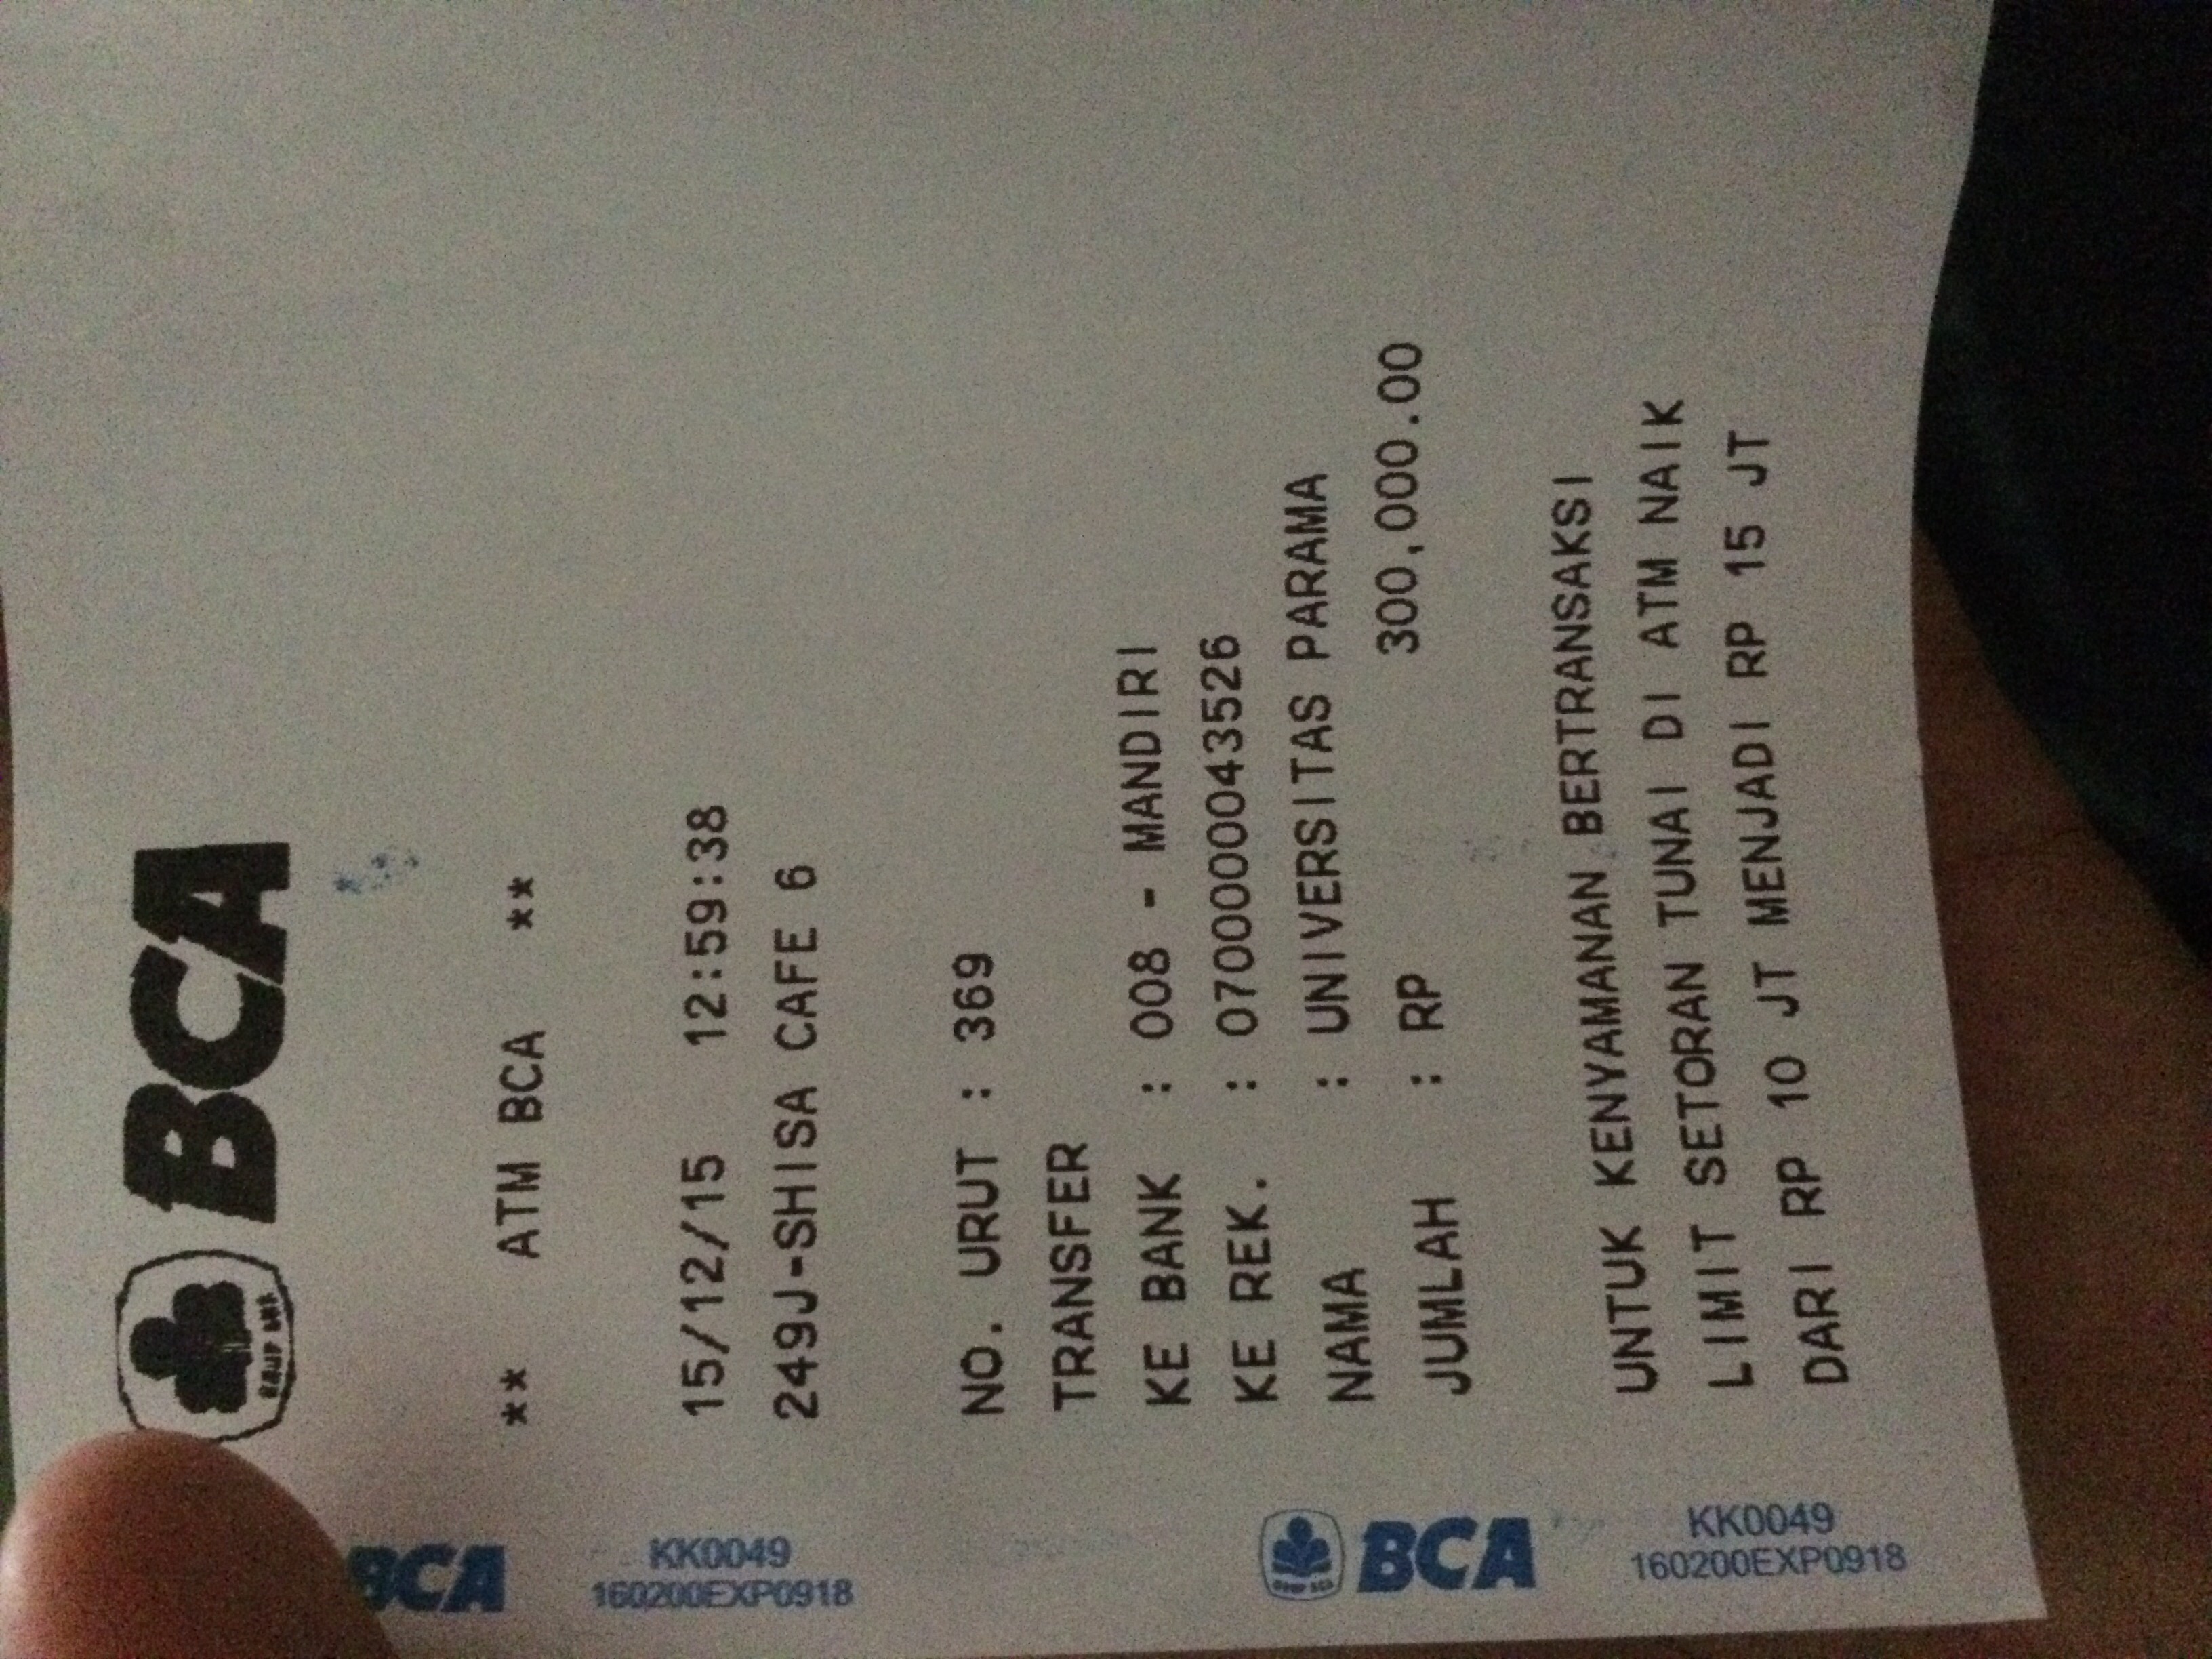 BCA
** ATM BCA **
15/12/15 12:59:38
249J-SHISA CAFE 6
NO. URUT : 369
TRANSFER
KE BANK : 008 - MANDIRI
KE REK. : 0700000043526
NAMA : UNIVERSITAS PARAMA
JUMLAH : RP 300,000.00
UNTUK KENYAMANAN BERTRANSAKSI
LIMIT SETORAN TUNAI DI ATM NAIK
DARI RP 10 JT MENJADI RP 15 JT
BCA
KK0049
160200EXP0918
BCA
KK0049
160200EXP0918